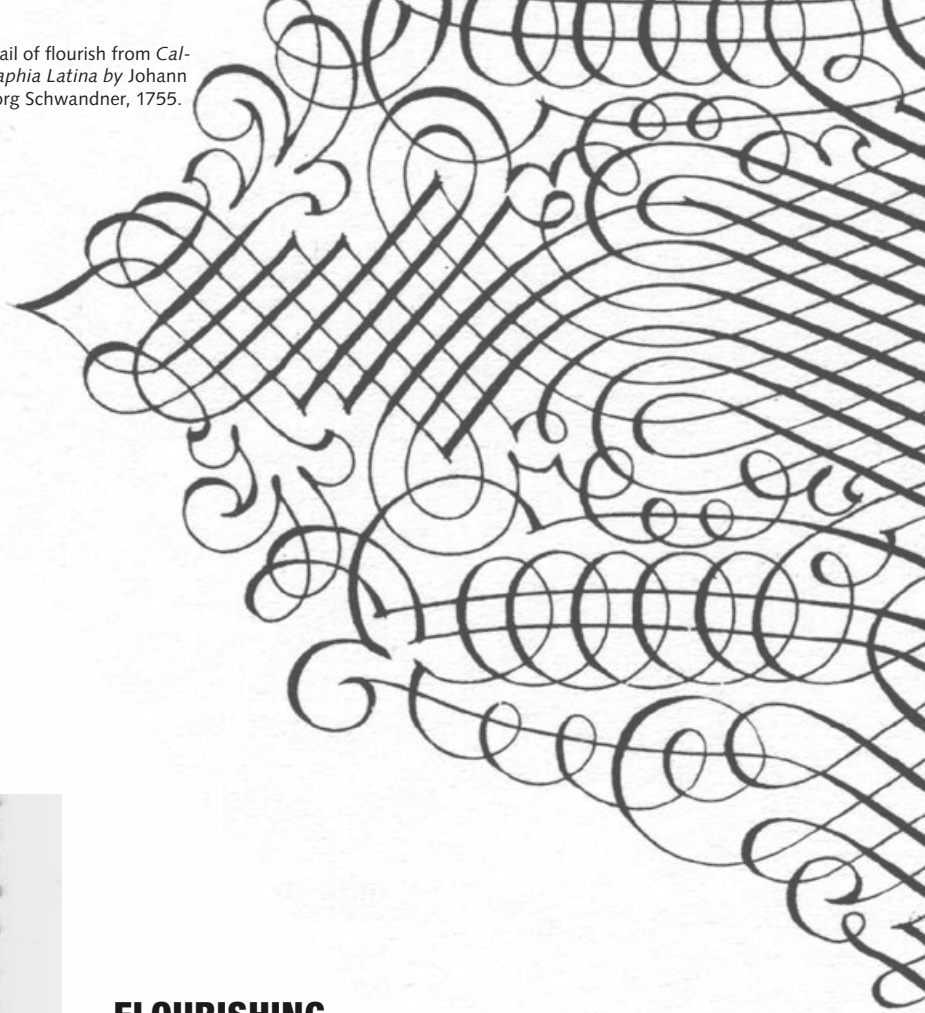 ail of flourish from Cal-
aphia Latina by Johann
org Schwandner, 1755.
FLOURISHING